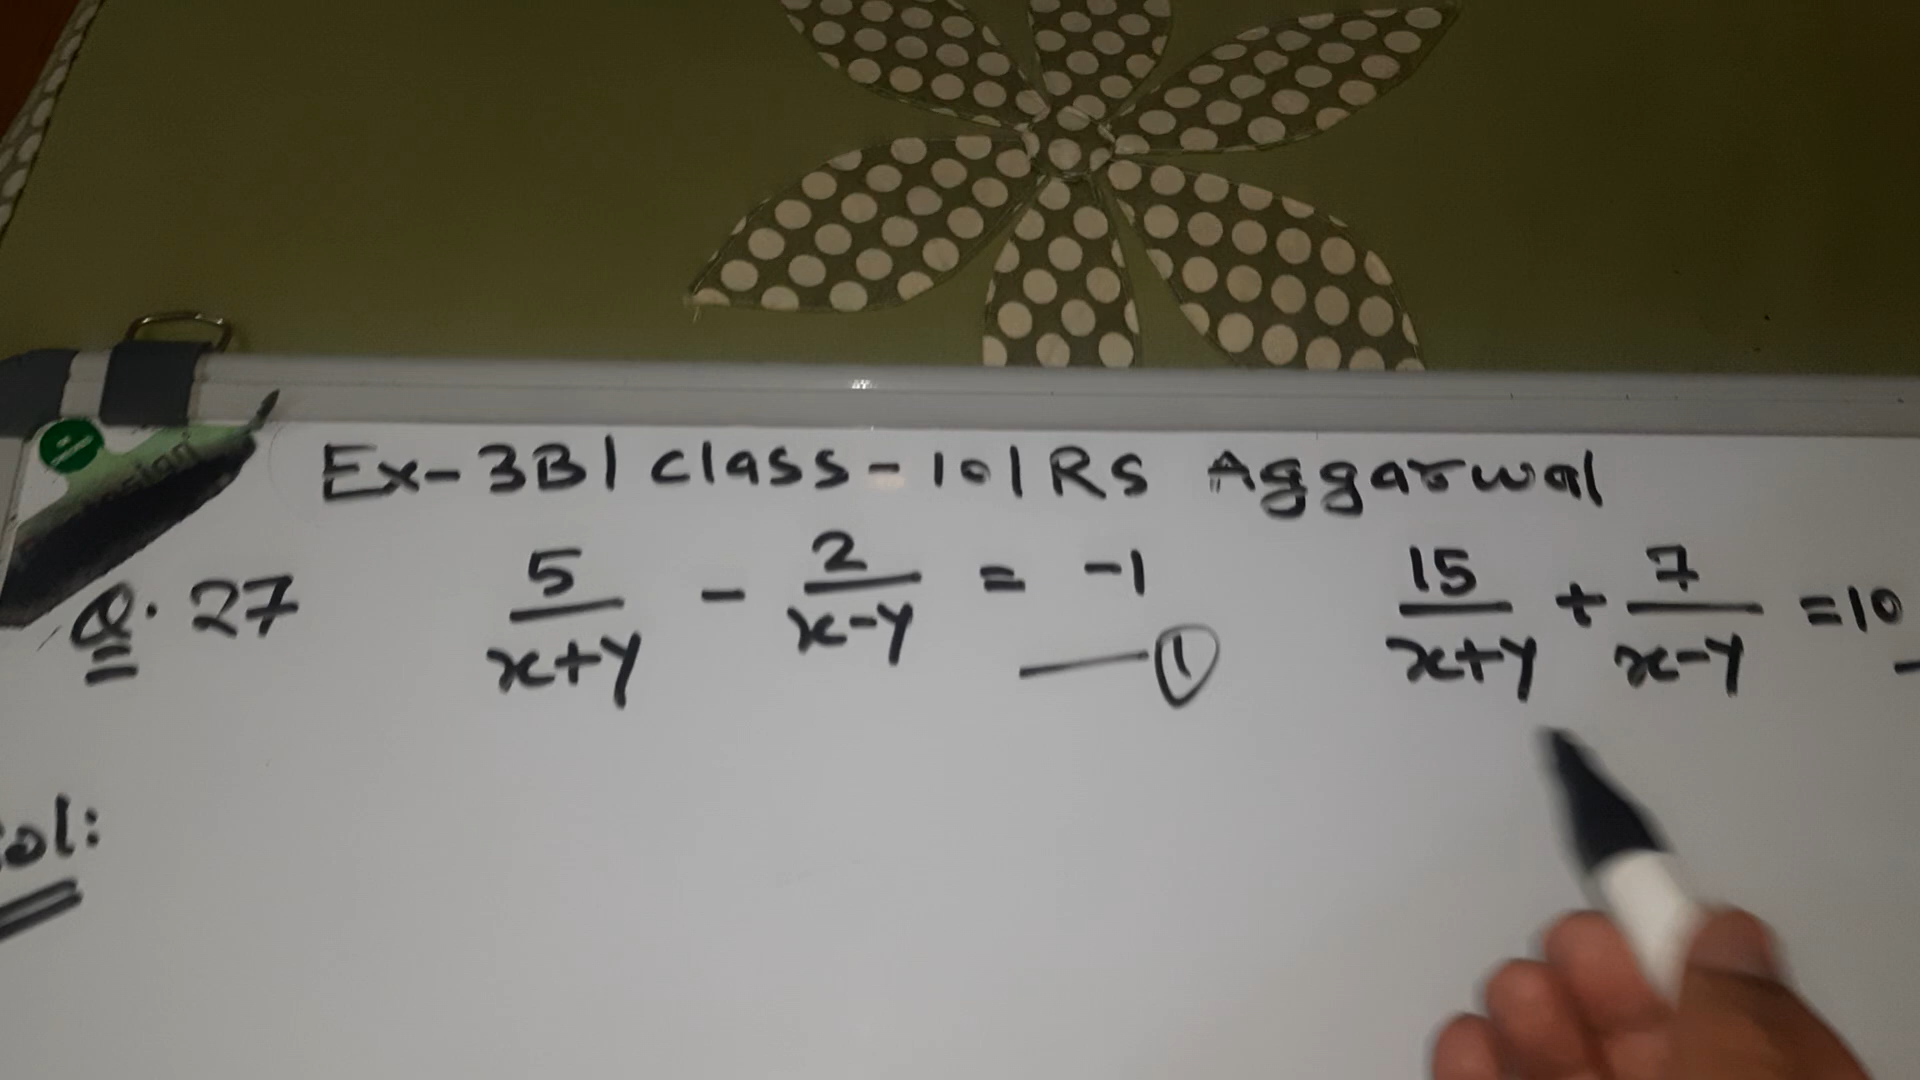 Ex-3B| Class-10| RS Aggarwal
Q. 27 5/x+y - 2/x-y = -1 —① 15/x+y + 7/x-y =10
ol: